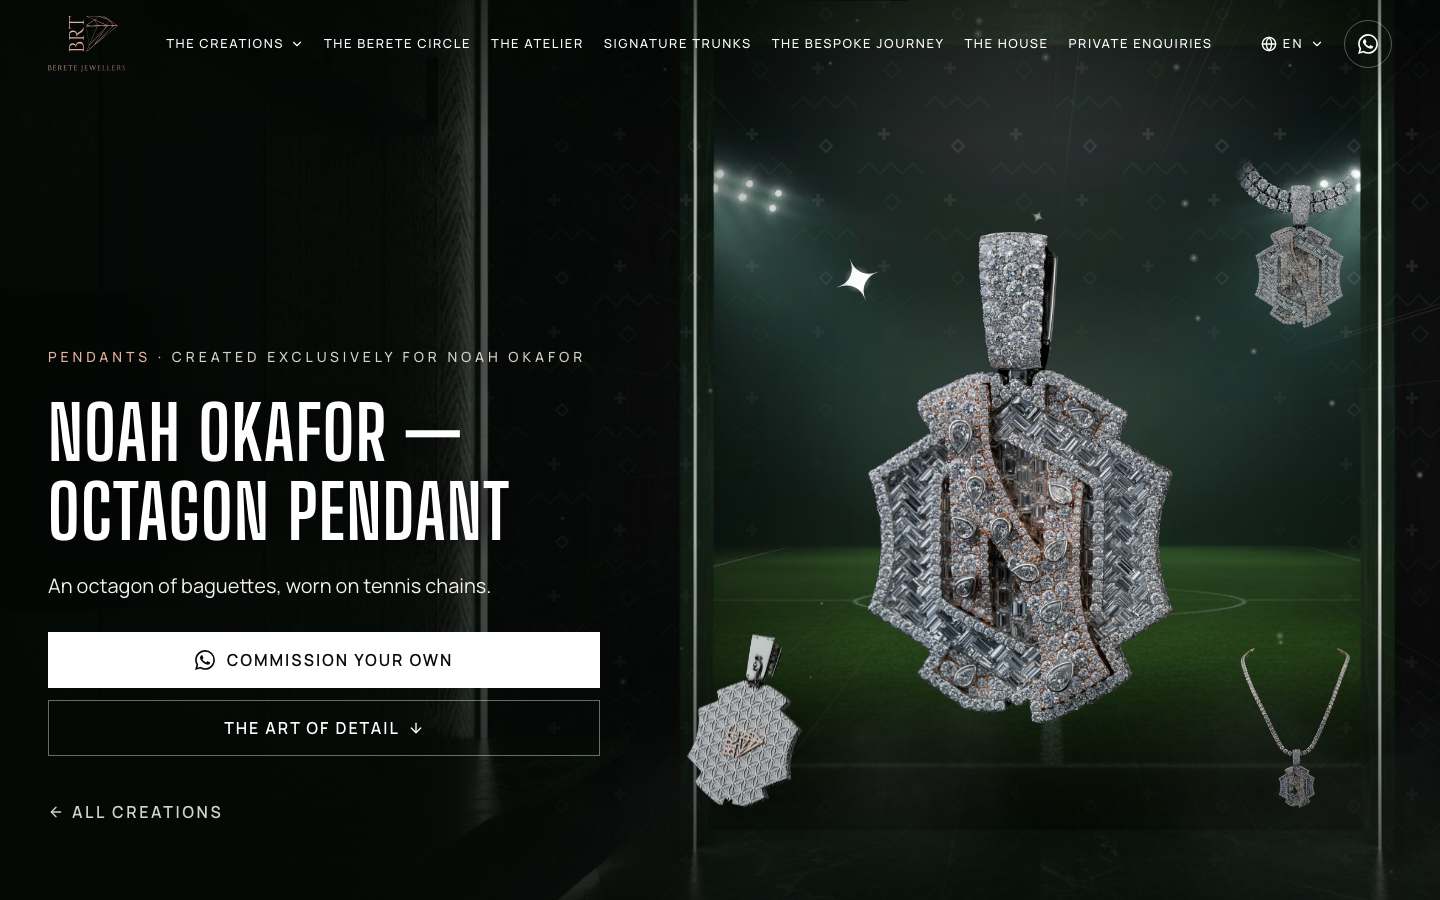 BRT
BERETE JEWELLERS
THE CREATIONS
THE BERETE CIRCLE
THE ATELIER
SIGNATURE TRUNKS
THE BESPOKE JOURNEY
THE HOUSE
PRIVATE ENQUIRIES
EN
PENDANTS · CREATED EXCLUSIVELY FOR NOAH OKAFOR
NOAH OKAFOR —
OCTAGON PENDANT
An octagon of baguettes, worn on tennis chains.
COMMISSION YOUR OWN
THE ART OF DETAIL ↓
← ALL CREATIONS
N